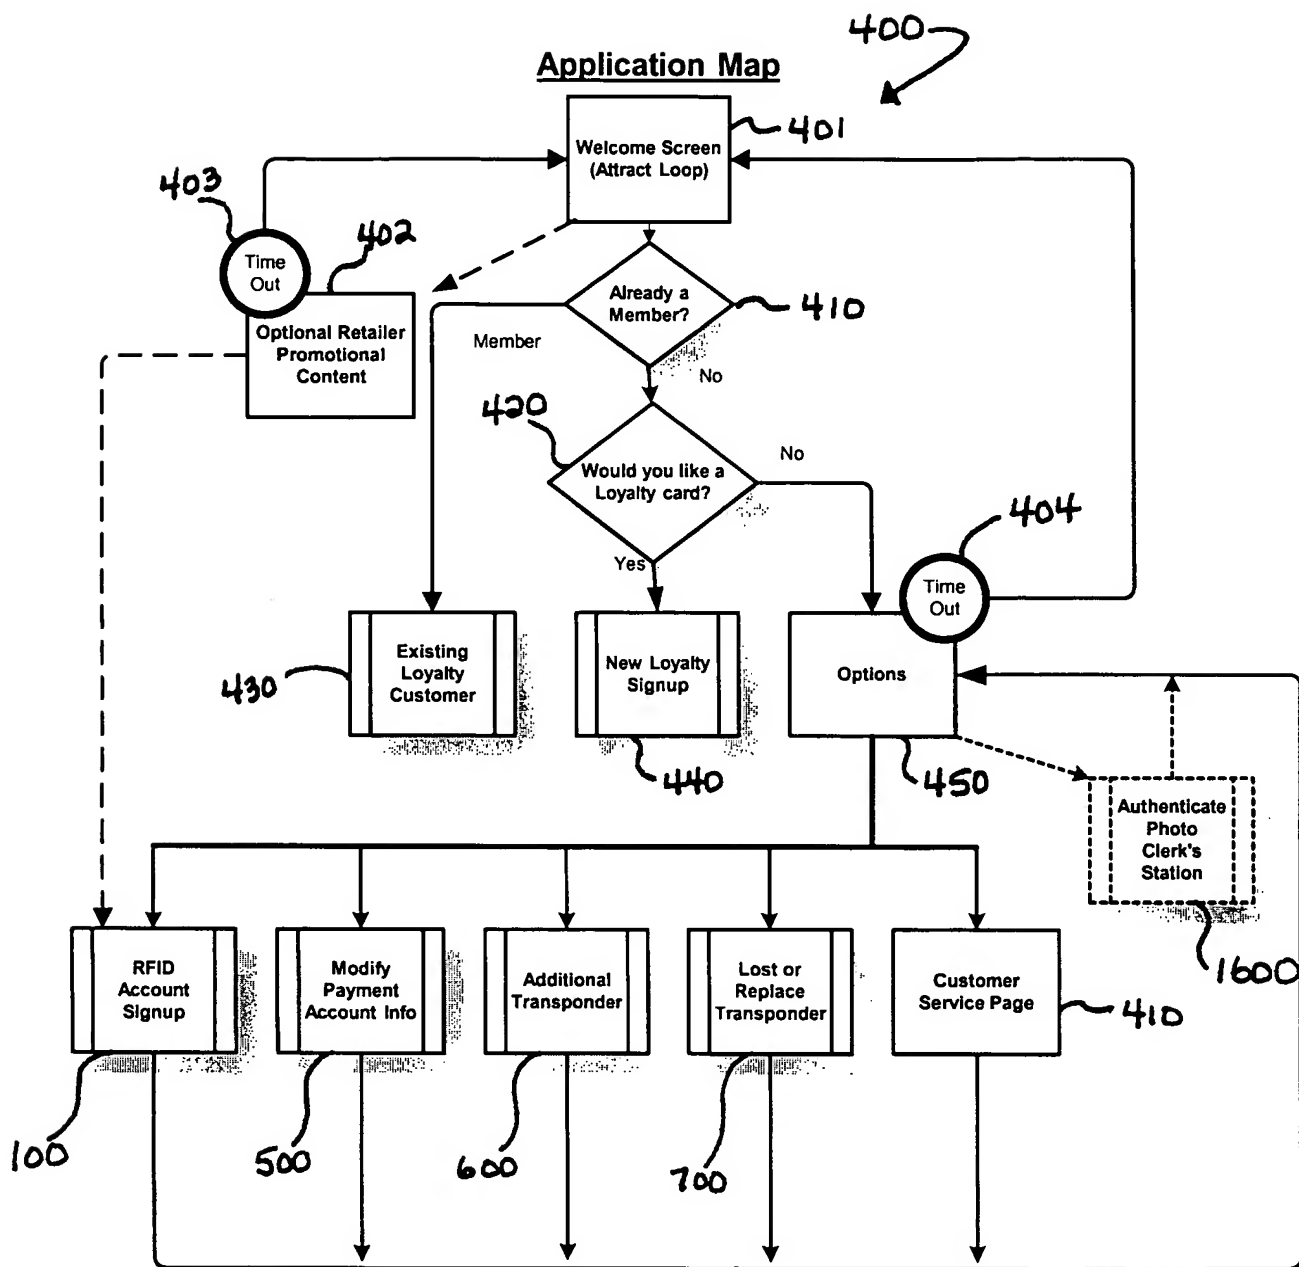 400
Application Map
401
Welcome Screen
(Attract Loop)
403
402
Time
Out
Optional Retailer
Promotional
Content
Already a
Member?
410
Member
No
420
Would you like a
Loyalty card?
No
Yes
404
Time
Out
Existing
Loyalty
Customer
430
New Loyalty
Signup
440
Options
450
Authenticate
Photo
Clerk's
Station
1600
RFID
Account
Signup
Modify
Payment
Account Info
Additional
Transponder
Lost or
Replace
Transponder
Customer
Service Page
410
100
500
600
700